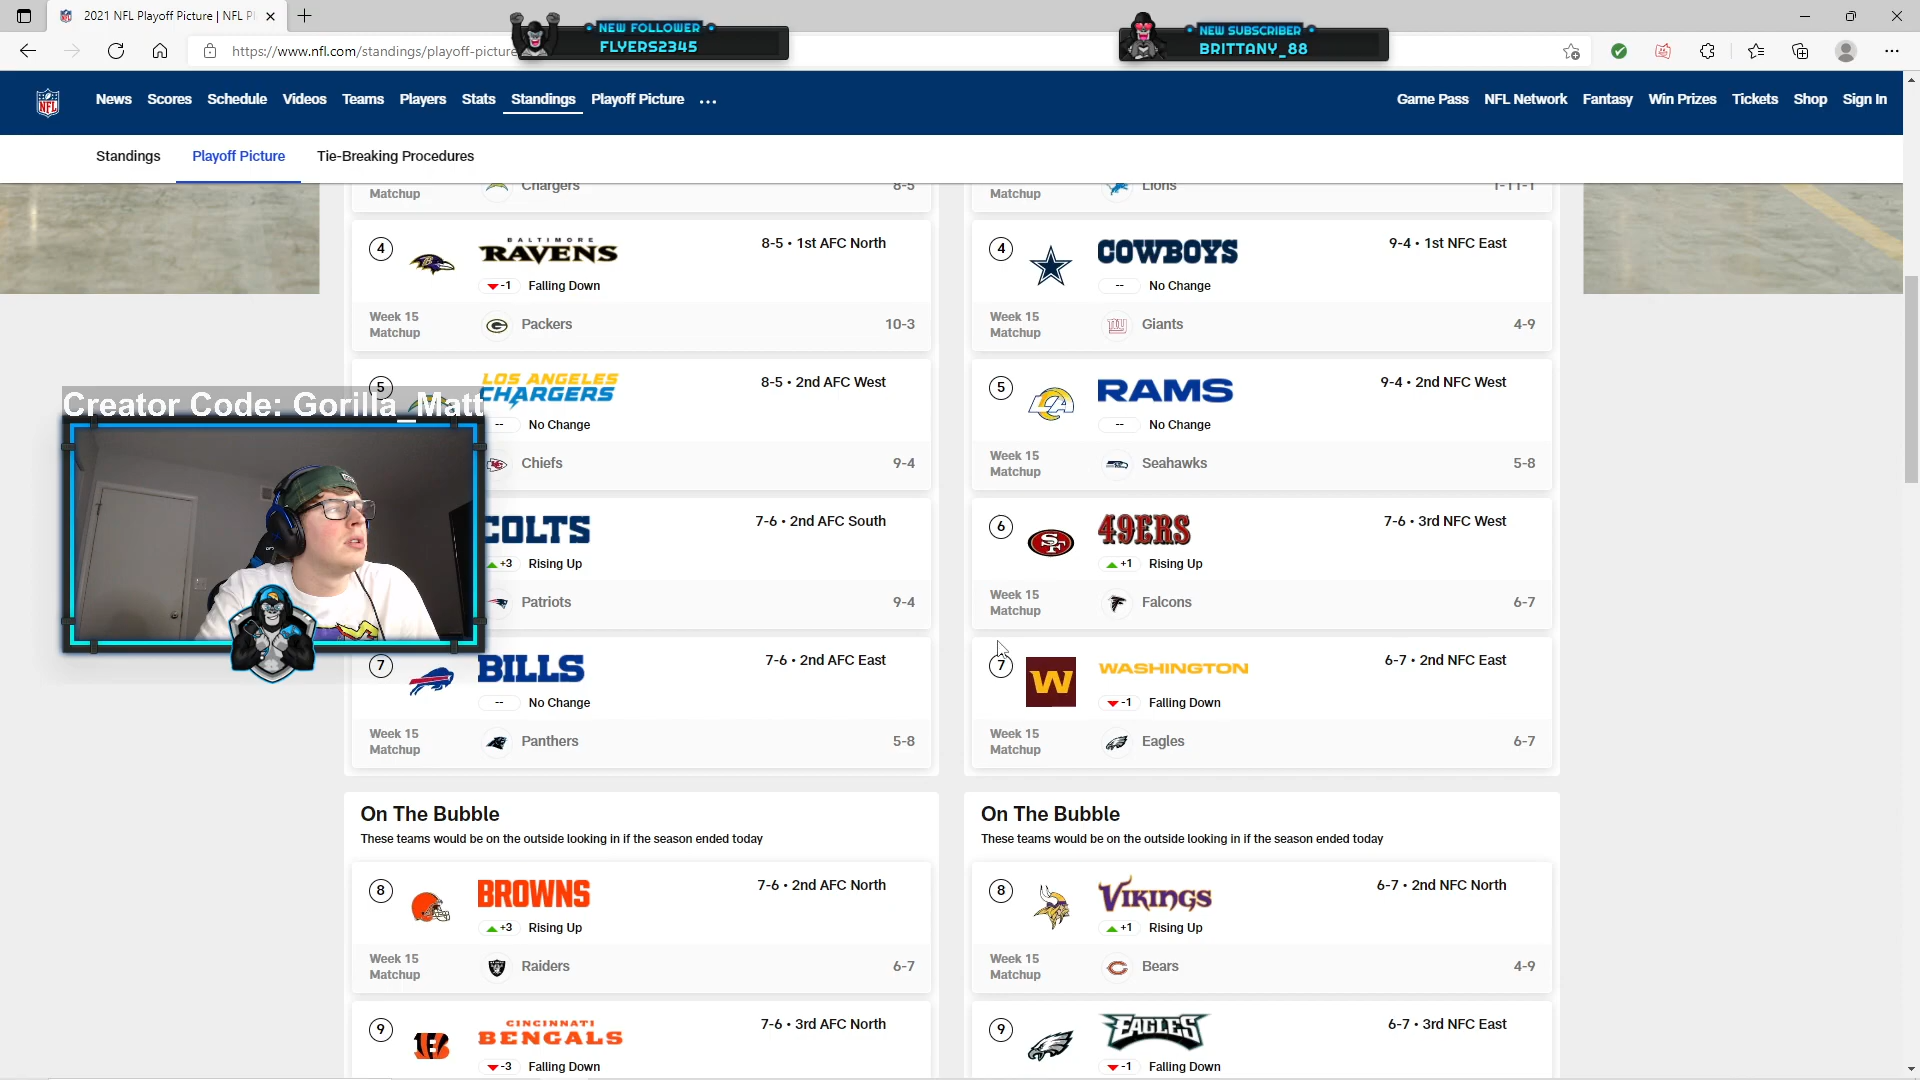 2021 NFL Playoff Picture | NFL P
NEW FOLLOWER
FLYERS2345
NEW SUBSCRIBER
BRITTANY_88
https://www.nfl.com/standings/playoff-picture
NFL
News Scores Schedule Videos Teams Players Stats Standings Playoff Picture ...
Game Pass NFL Network Fantasy Win Prizes Tickets Shop Sign In
Standings Playoff Picture Tie-Breaking Procedures
Matchup Chargers 8-5
4 BALTIMORE
RAVENS 8-5 • 1st AFC North
-1 Falling Down
Week 15
Matchup Packers 10-3
5 LOS ANGELES
CHARGERS 8-5 • 2nd AFC West
-- No Change
Chiefs 9-4
COLTS 7-6 • 2nd AFC South
+3 Rising Up
Patriots 9-4
7 BILLS 7-6 • 2nd AFC East
-- No Change
Week 15
Matchup Panthers 5-8
Creator Code: Gorilla_Matt
On The Bubble
These teams would be on the outside looking in if the season ended today
8 BROWNS 7-6 • 2nd AFC North
+3 Rising Up
Week 15
Matchup Raiders 6-7
9 CINCINNATI
BENGALS 7-6 • 3rd AFC North
-3 Falling Down
Matchup Lions 1-11-1
4 COWBOYS 9-4 • 1st NFC East
-- No Change
Week 15
Matchup Giants 4-9
5 RAMS 9-4 • 2nd NFC West
-- No Change
Week 15
Matchup Seahawks 5-8
6 49ERS 7-6 • 3rd NFC West
+1 Rising Up
Week 15
Matchup Falcons 6-7
7 W WASHINGTON 6-7 • 2nd NFC East
-1 Falling Down
Week 15
Matchup Eagles 6-7
On The Bubble
These teams would be on the outside looking in if the season ended today
8 VIKINGS 6-7 • 2nd NFC North
+1 Rising Up
Week 15
Matchup Bears 4-9
9 EAGLES 6-7 • 3rd NFC East
-1 Falling Down